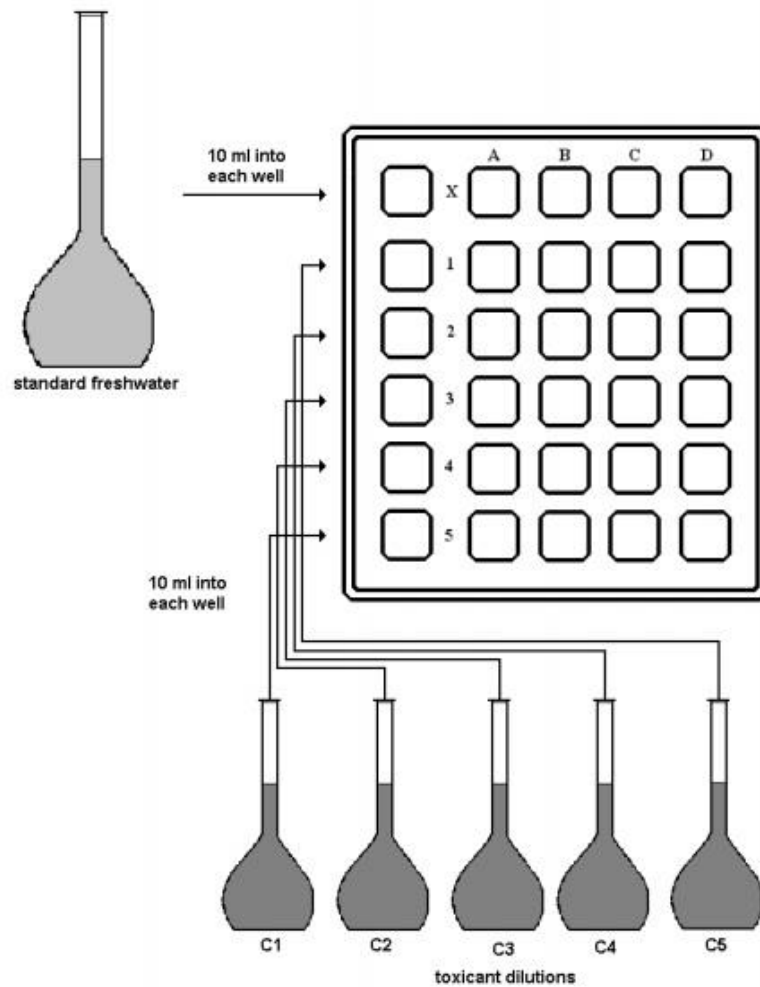 10 ml into
each well
standard freshwater
A B C D
X
1
2
3
4
5
10 ml into
each well
C1 C2 C3 C4 C5
toxicant dilutions